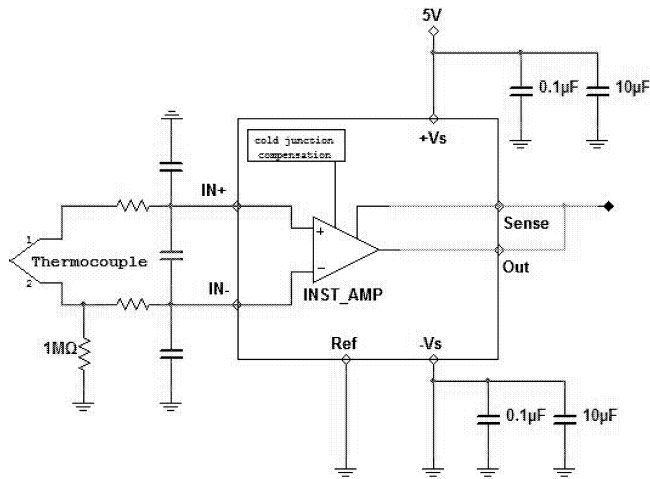 5V
0.1µF
10µF
+Vs
cold junction
compensation
IN+
Sense
1
Thermocouple
+
-
2
IN-
INST_AMP
Out
1MΩ
Ref
-Vs
0.1µF
10µF